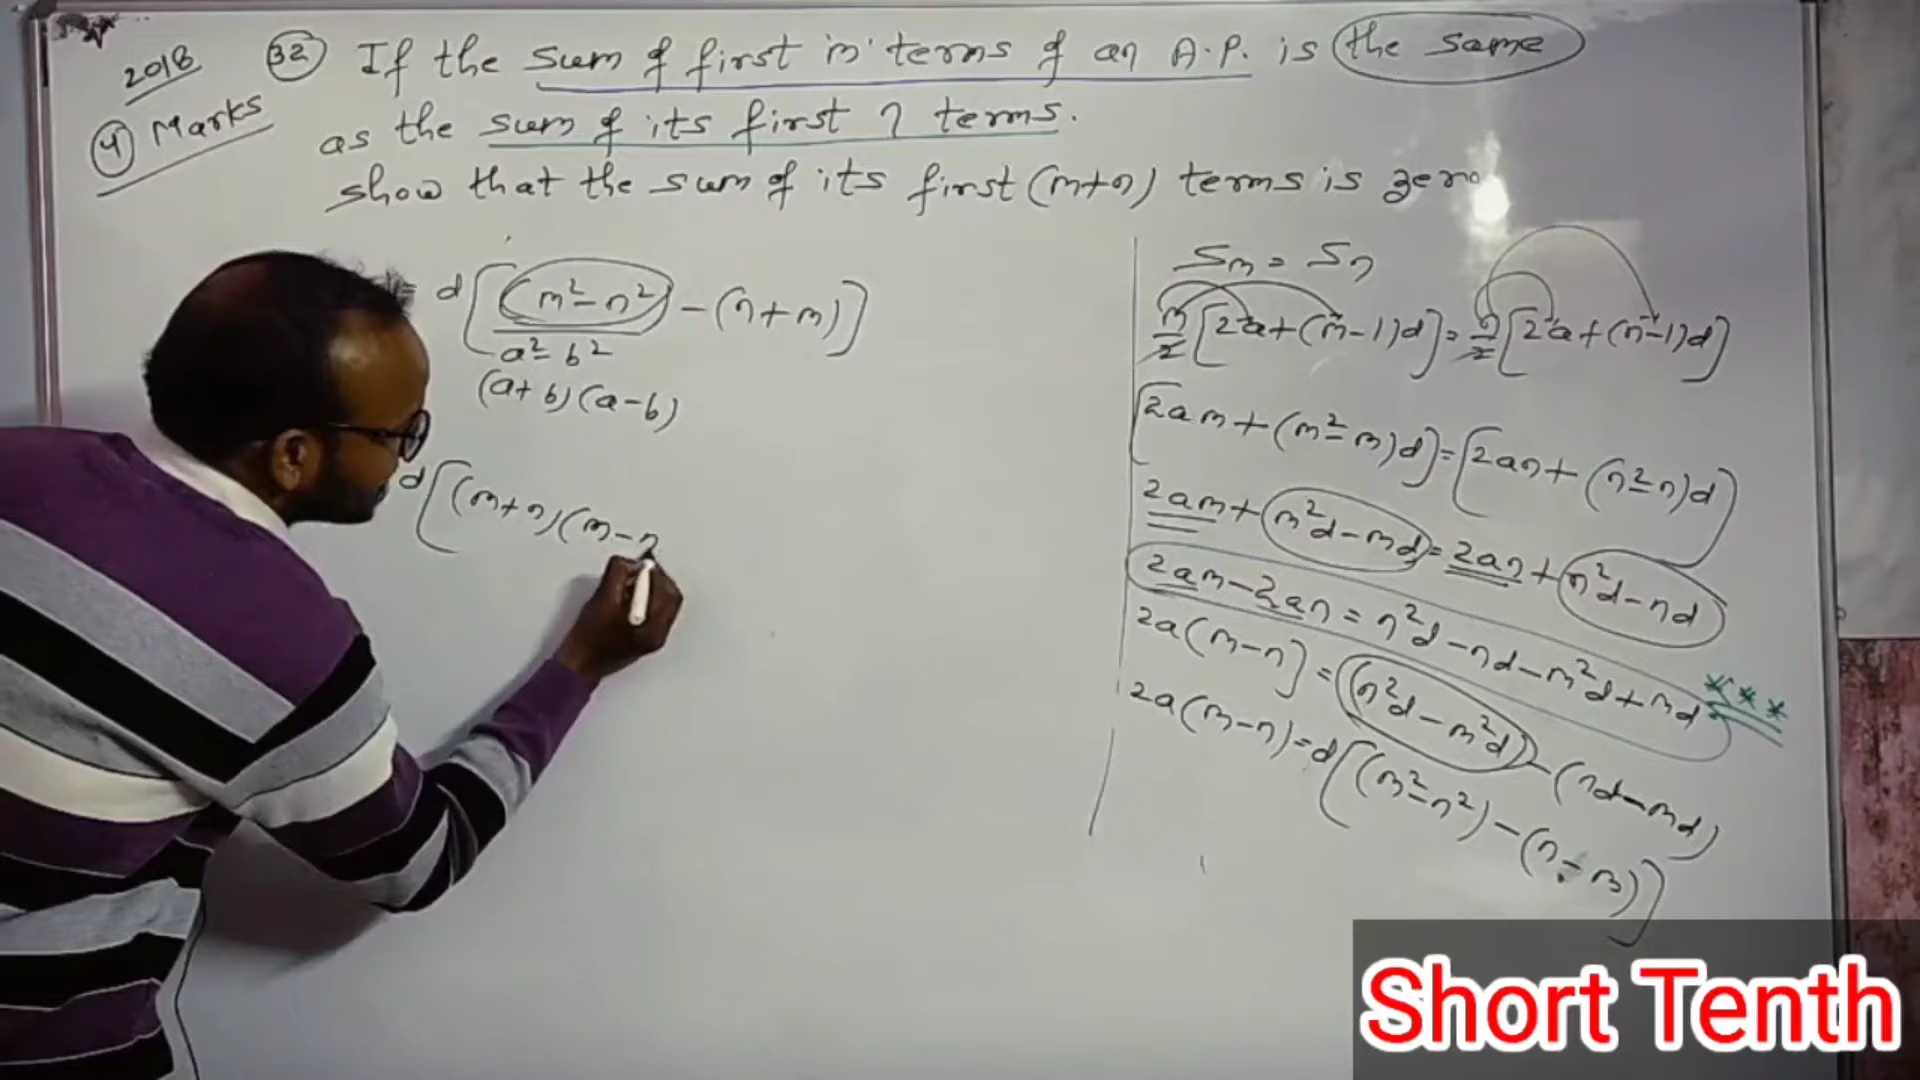 2018
4 Marks
32 If the sum of first 'm' terms of an A.P. is the same
as the sum of its first n terms.
show that the sum of its first (m+n) terms is zero
= d[(m²-n²)-(n+m)]
a²-b²
(a+b)(a-b)
d[(m+n)(m-n
Sm = Sn
m/2[2a+(m-1)d] = n/2[2a+(n-1)d]
[2am+(m²-m)d] = [2an+(n²-n)d]
2am+(m²d-md) = 2an+(n²d-nd)
2am-2an = n²d-nd-m²d+md
***
2a(m-n] = (n²d-m²d)-(nd-md)
2a(m-n) = d[(m²-n²)-(n-m)]
Short Tenth